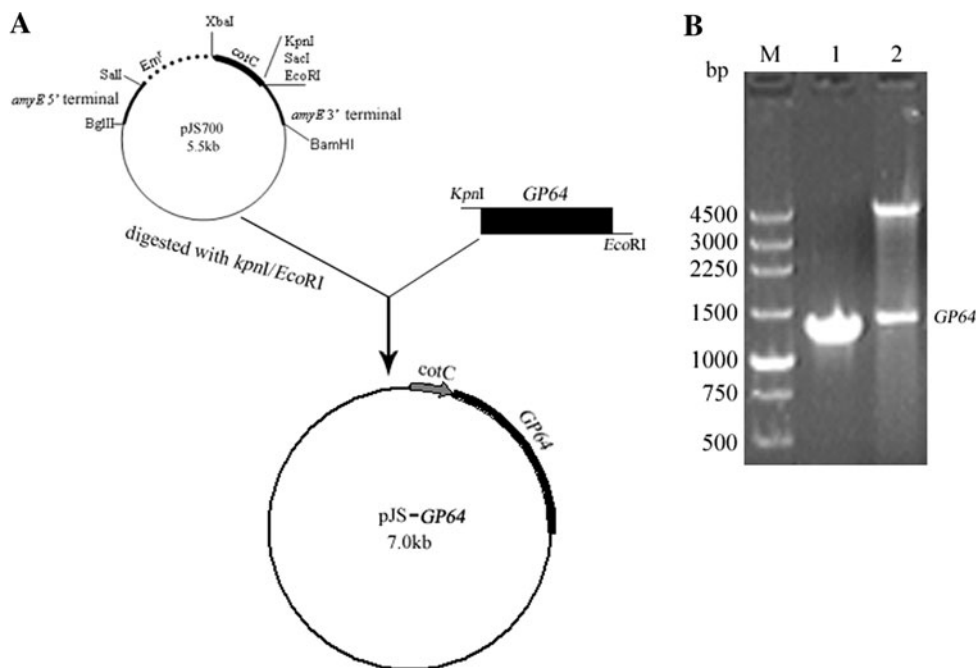 A
XbaI
KpnI
SacI
EcoRI
cotC
Emʳ
SalI
amyE 5' terminal
BglII
pJS700
5.5kb
amyE 3' terminal
BamHI
digested with kpnI/EcoRI
KpnI GP64
EcoRI
cotC
GP64
pJS-GP64
7.0kb
B
bp M 1 2
4500
3000
2250
1500
GP64
1000
750
500